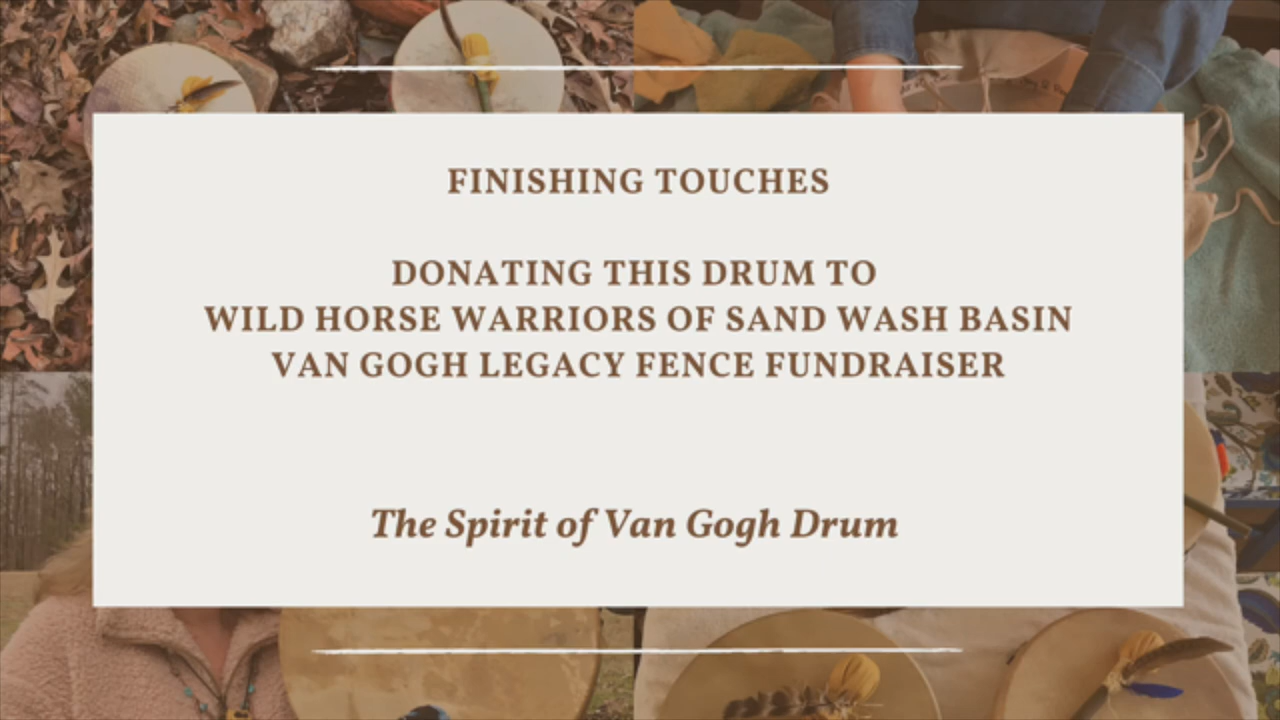 FINISHING TOUCHES
DONATING THIS DRUM TO
WILD HORSE WARRIORS OF SAND WASH BASIN
VAN GOGH LEGACY FENCE FUNDRAISER
The Spirit of Van Gogh Drum